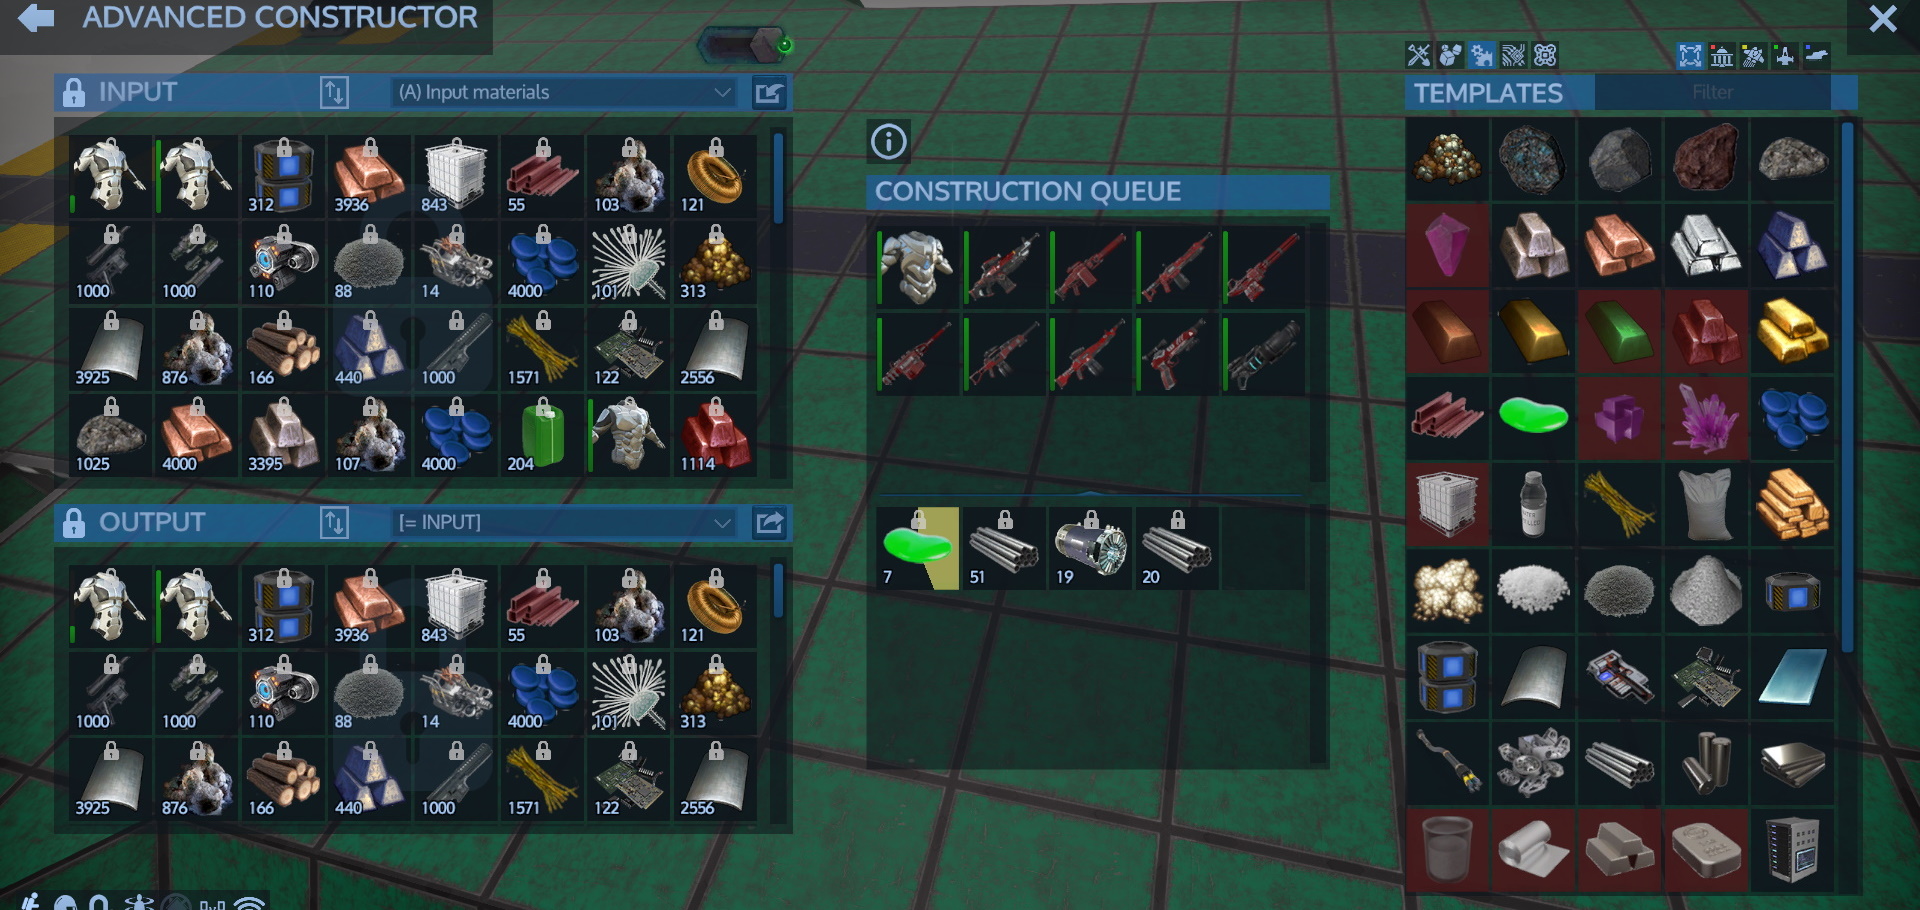 ADVANCED CONSTRUCTOR
INPUT
(A) Input materials
312 3936 843 55 103 121
1000 1000 110 88 14 4000 101 313
3925 876 166 440 1000 1571 122 2556
1025 4000 3395 107 4000 204 1114
OUTPUT
[= INPUT]
312 3936 843 55 103 121
1000 1000 110 88 14 4000 101 313
3925 876 166 440 1000 1571 122 2556
CONSTRUCTION QUEUE
7 51 19 20
TEMPLATES
Filter